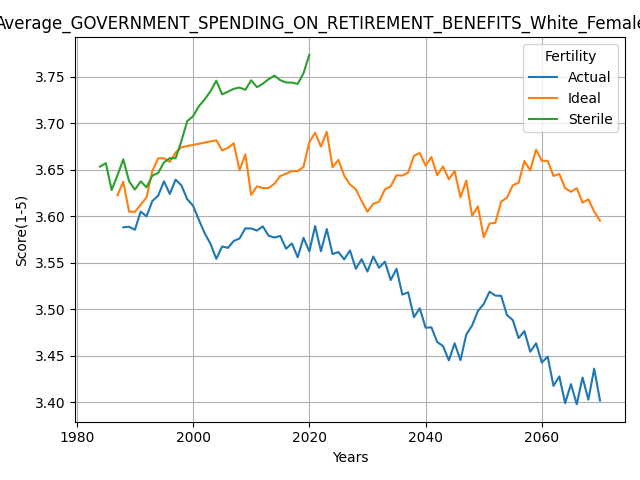 Average_GOVERNMENT_SPENDING_ON_RETIREMENT_BENEFITS_White_Female
Fertility
Actual
Ideal
Sterile
Score(1-5)
3.75
3.70
3.65
3.60
3.55
3.50
3.45
3.40
1980 2000 2020 2040 2060
Years